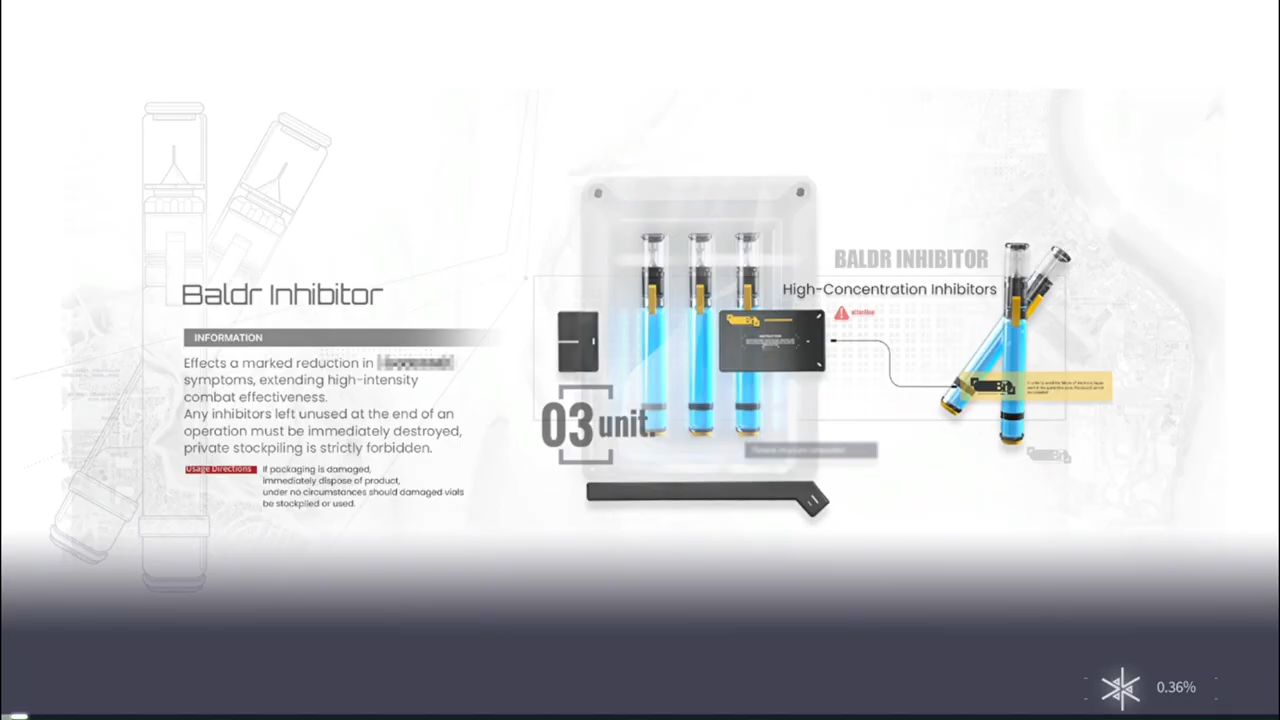 Baldr Inhibitor
INFORMATION
Effects a marked reduction in
symptoms, extending high-intensity
combat effectiveness.
Any inhibitors left unused at the end of an
operation must be immediately destroyed,
private stockpiling is strictly forbidden.
Usage Directions
If packaging is damaged,
immediately dispose of product,
under no circumstances should damaged vials
be stockpiled or used.
03 unit.
BALDR INHIBITOR
High-Concentration Inhibitors
attention
0.36%